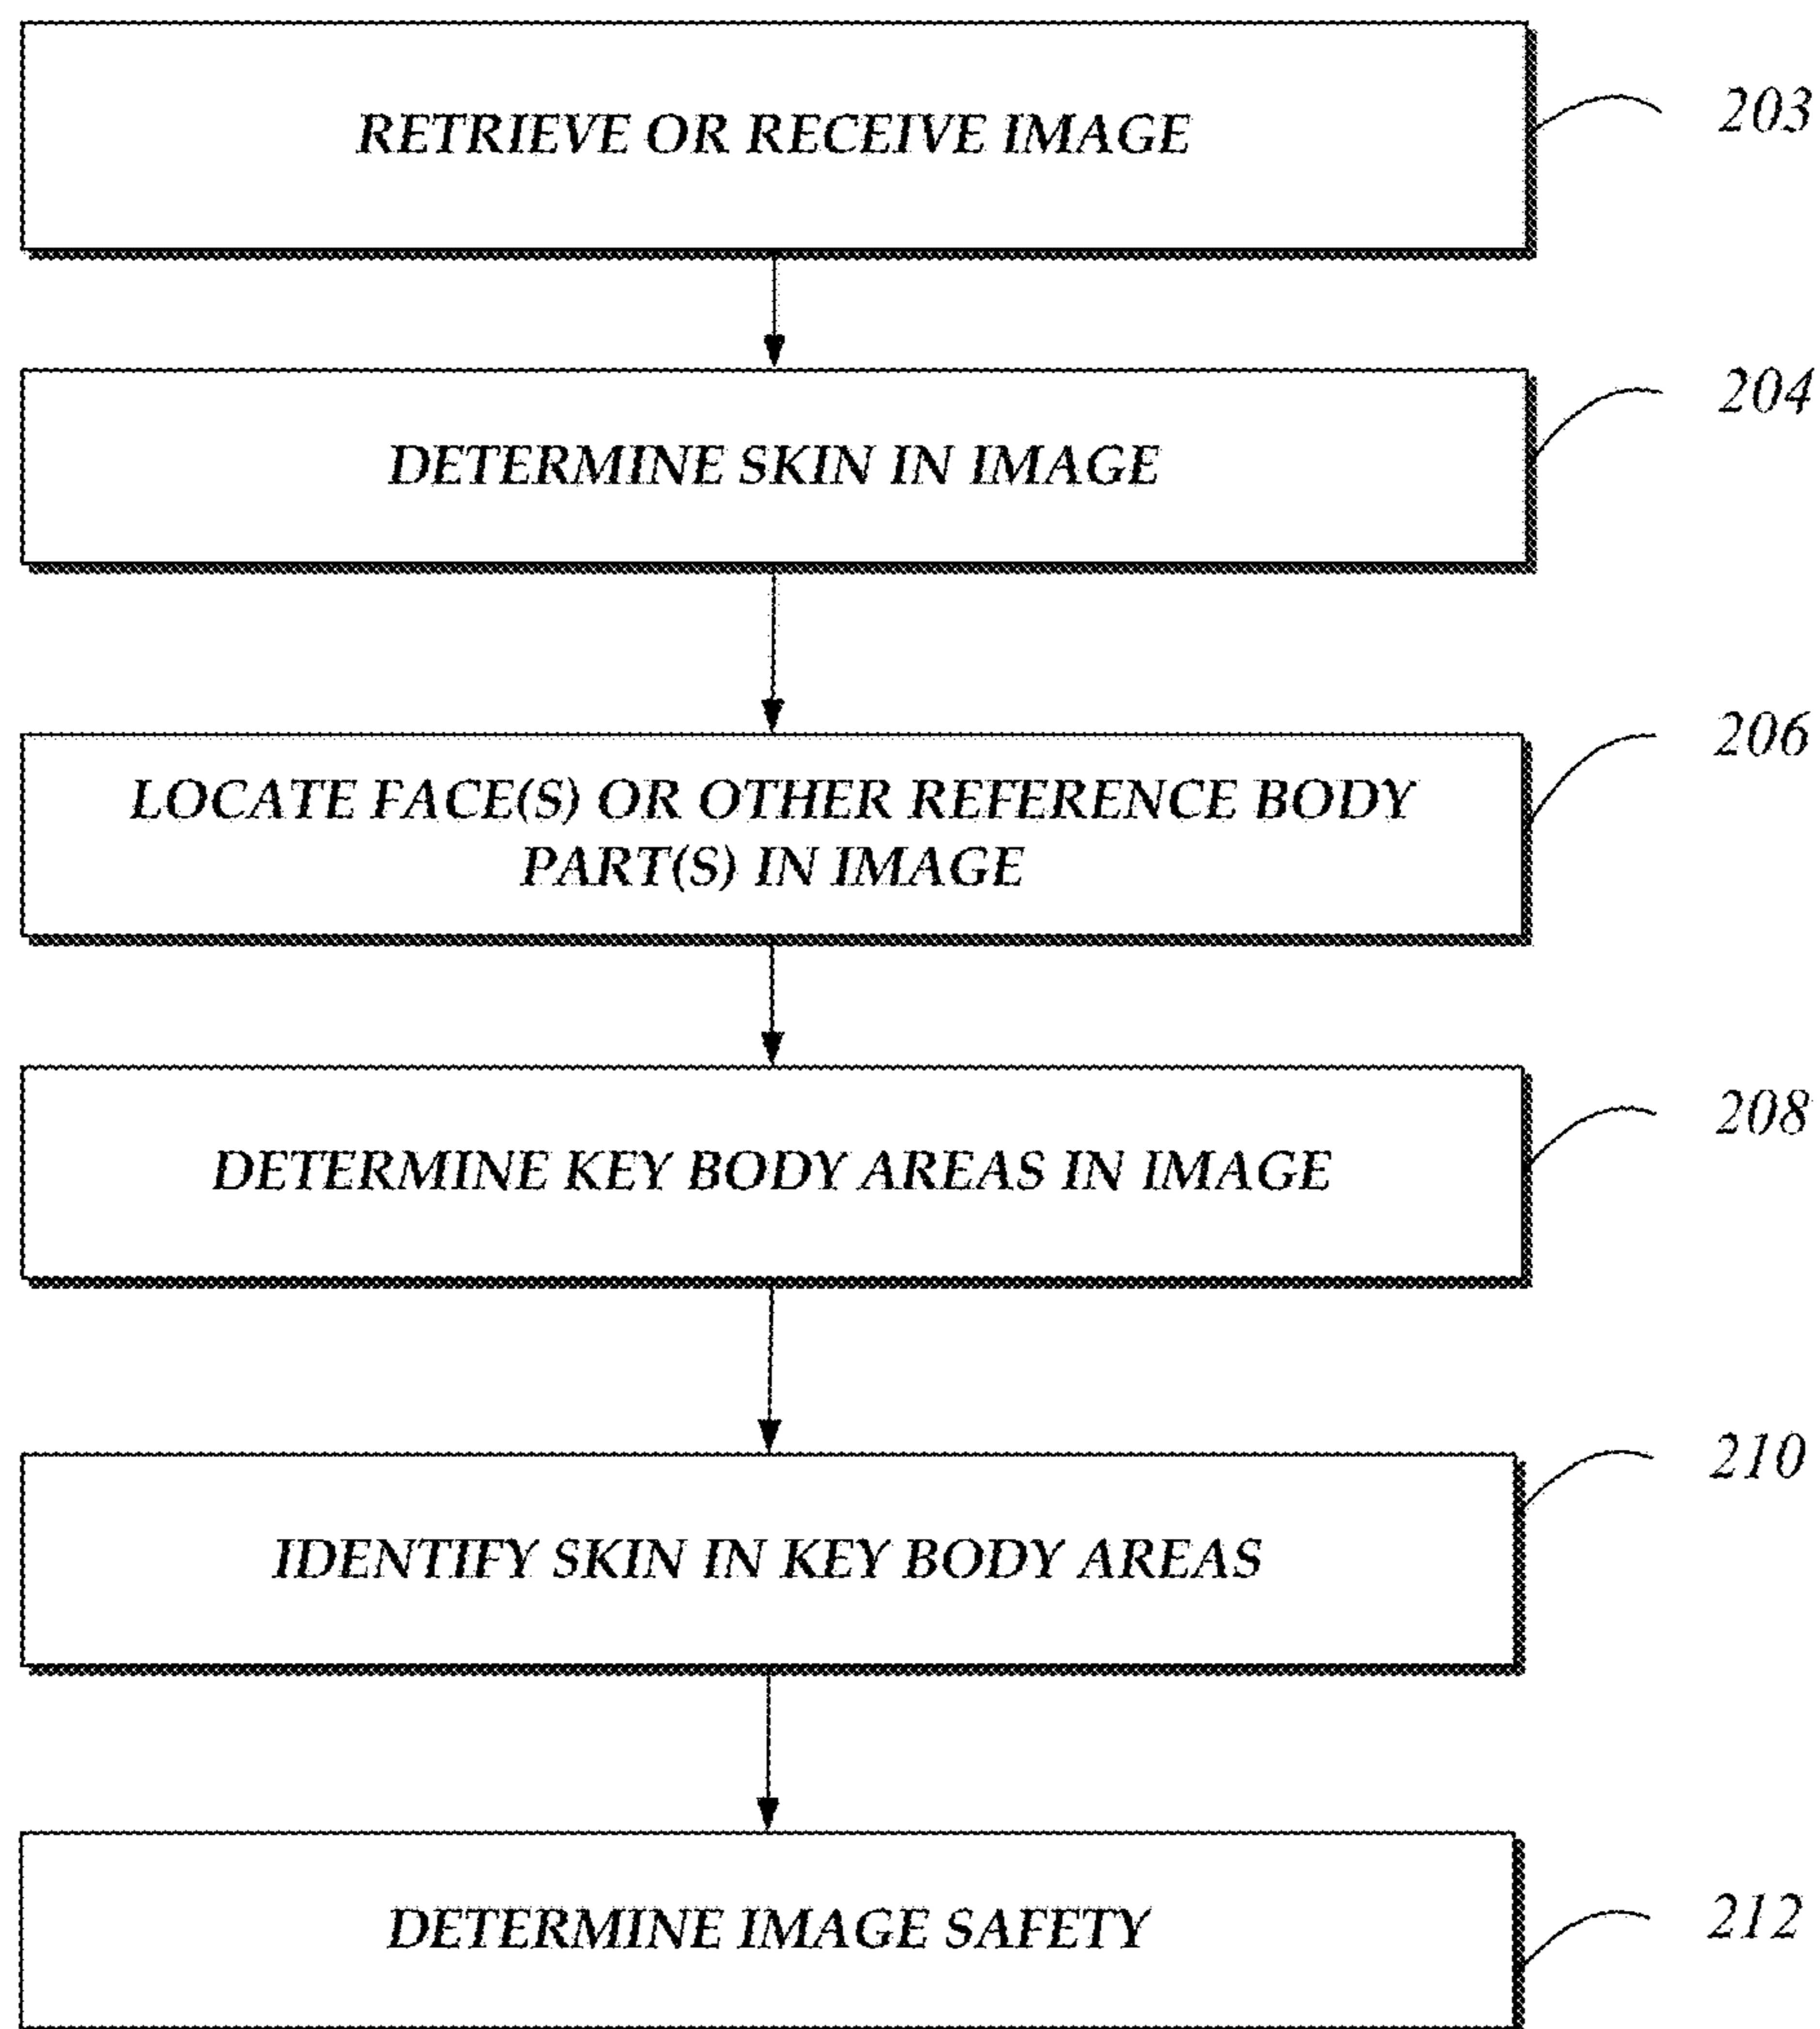 RETRIEVE OR RECEIVE IMAGE
203
DETERMINE SKIN IN IMAGE
204
LOCATE FACE(S) OR OTHER REFERENCE BODY
PART(S) IN IMAGE
206
DETERMINE KEY BODY AREAS IN IMAGE
208
IDENTIFY SKIN IN KEY BODY AREAS
210
DETERMINE IMAGE SAFETY
212